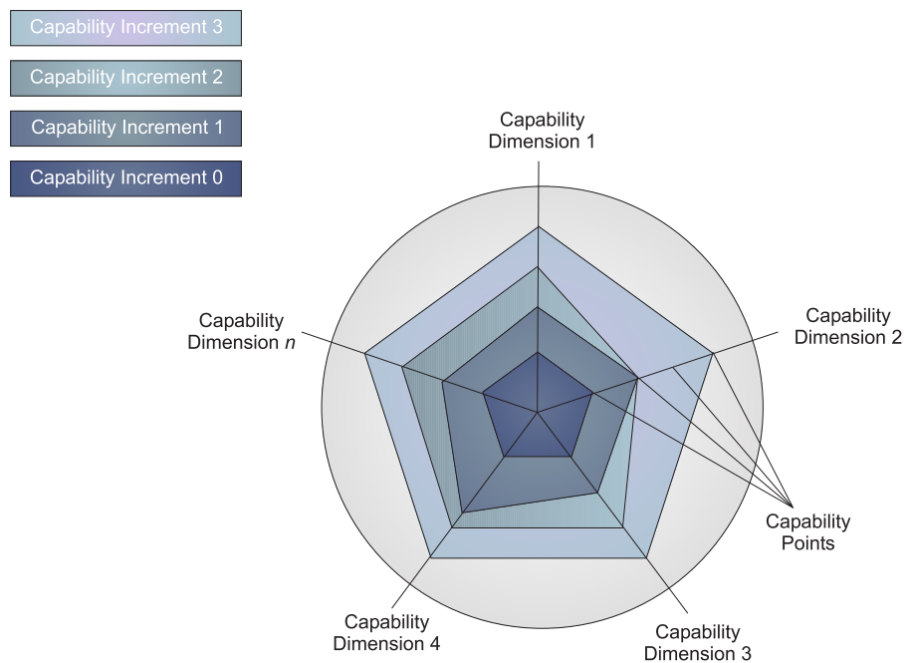 Capability Increment 3
Capability Increment 2
Capability Increment 1
Capability Increment 0
Capability
Dimension 1
Capability
Dimension 2
Capability
Dimension n
Capability
Points
Capability
Dimension 4
Capability
Dimension 3